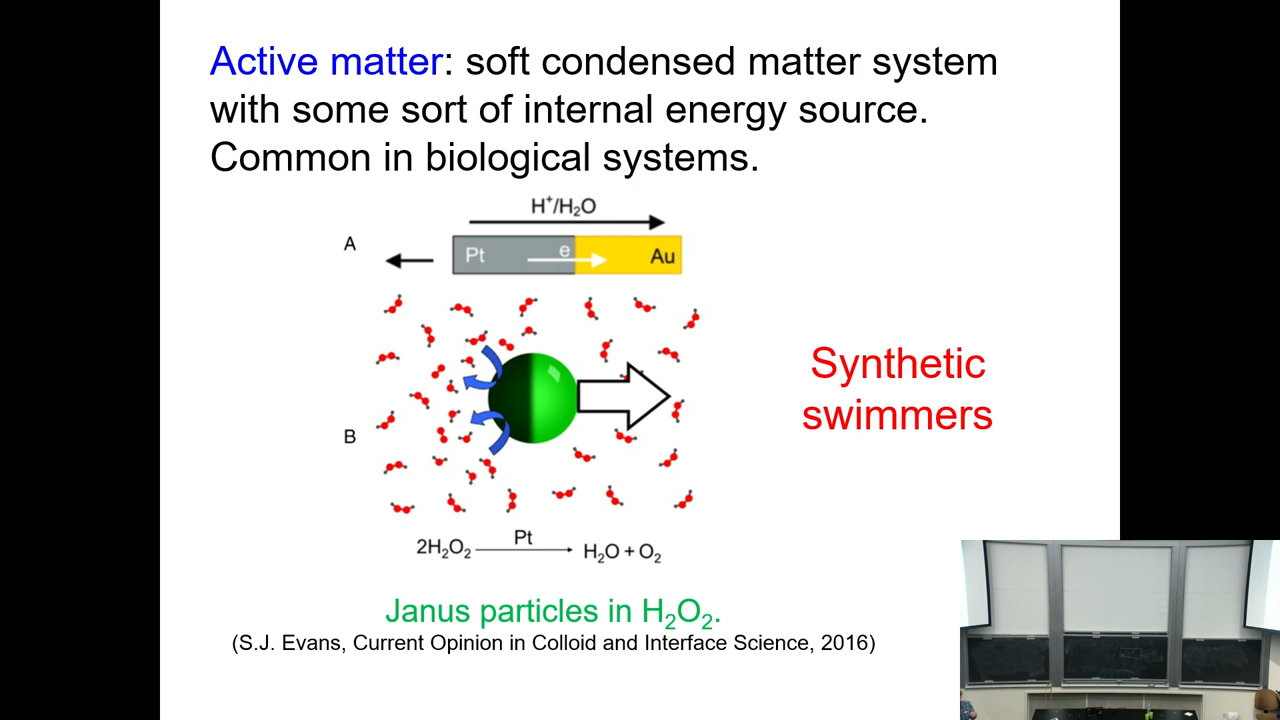 Active matter: soft condensed matter system
with some sort of internal energy source.
Common in biological systems.
H⁺/H₂O
A
Pt
e
Au
Synthetic
swimmers
B
2H₂O₂ Pt → H₂O + O₂
Janus particles in H₂O₂.
(S.J. Evans, Current Opinion in Colloid and Interface Science, 2016)